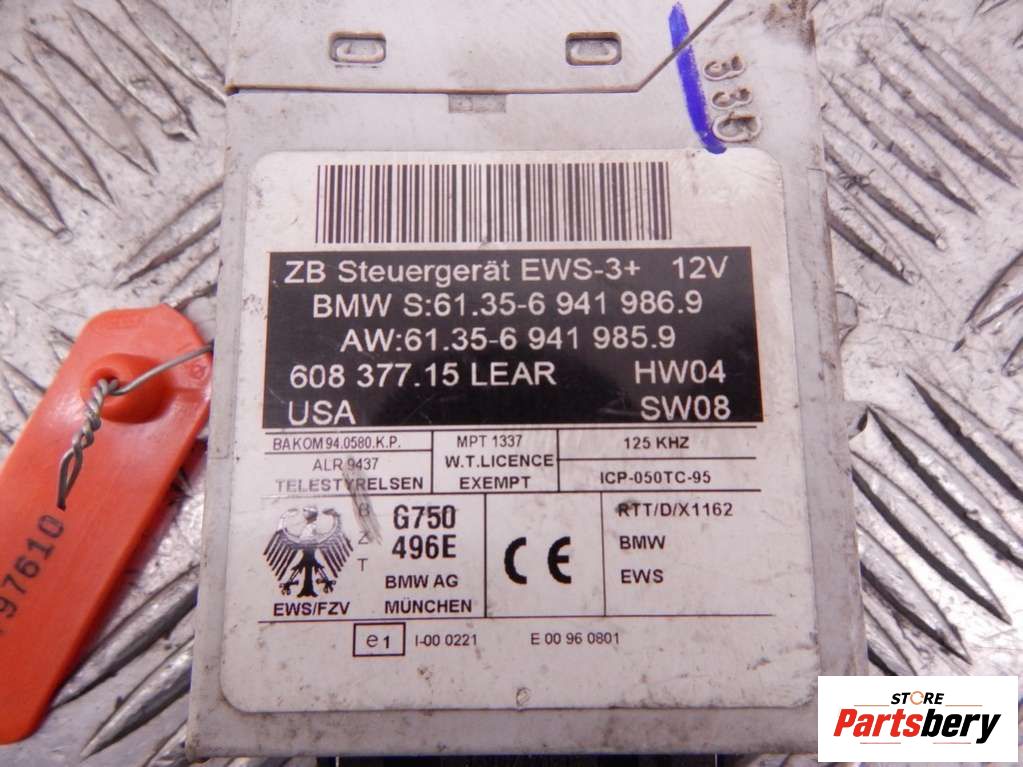 330
ZB Steuergerät EWS-3+ 12V
BMW S:61.35-6 941 986.9
AW:61.35-6 941 985.9
608 377.15 LEAR HW04
USA SW08
BAKOM 94.0580.K.P.
ALR 9437
TELESTYRELSEN
MPT 1337
W.T.LICENCE
EXEMPT
125 KHZ
ICP-050TC-95
BZT
EWS/FZV
G750
496E
BMW AG
MÜNCHEN
CE
RTT/D/X1162
BMW
EWS
e1 I-00 0221 E 00 96 0801
97610
STORE
Partsbery